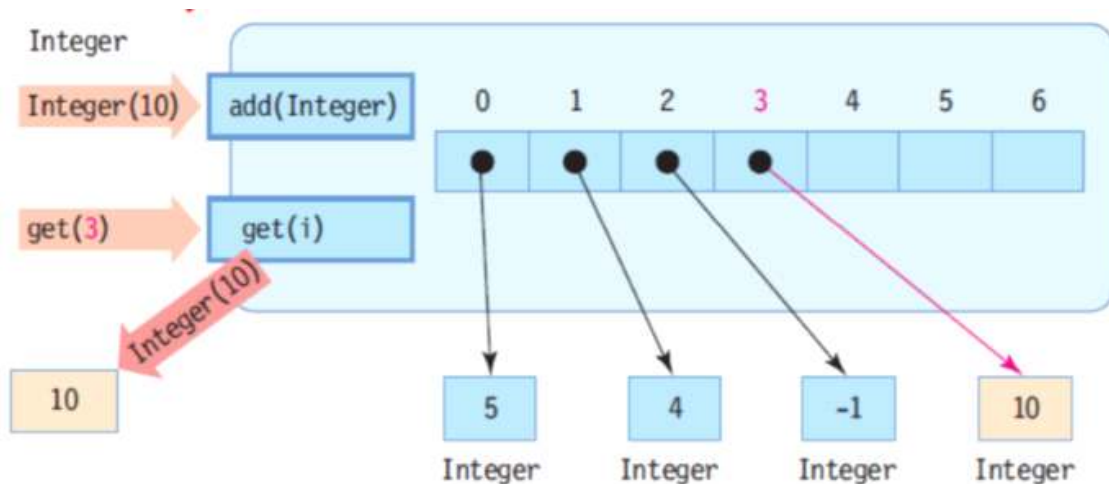 Integer
Integer(10)
add(Integer)
0 1 2 3 4 5 6
get(3)
get(i)
Integer(10)
10
5 4 -1 10
Integer Integer Integer Integer